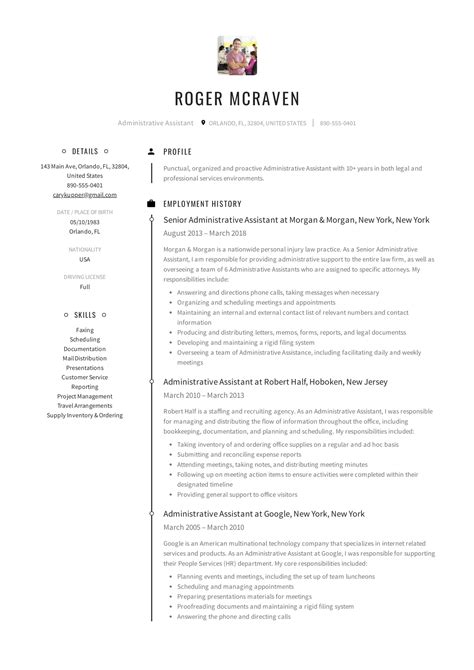 ROGER MCRAVEN
Administrative Assistant ORLANDO, FL, 32804, UNITED STATES | 890-555-0401
DETAILS
143 Main Ave, Orlando, FL, 32804,
United States
890-555-0401
carykupper@gmail.com
DATE / PLACE OF BIRTH
05/10/1983
Orlando, FL
NATIONALITY
USA
DRIVING LICENSE
Full
SKILLS
Faxing
Scheduling
Documentation
Mail Distribution
Presentations
Customer Service
Reporting
Project Management
Travel Arrangements
Supply Inventory & Ordering
PROFILE
Punctual, organized and proactive Administrative Assistant with 10+ years in both legal and
professional services environments.
EMPLOYMENT HISTORY
Senior Administrative Assistant at Morgan & Morgan, New York, New York
August 2013 – March 2018
Morgan & Morgan is a nationwide personal injury law practice. As a Senior Administrative
Assistant, I am responsible for providing administrative support to the entire law firm, as well as
overseeing a team of 6 Administrative Assistants who are assigned to specific attorneys. My
responsibilities include:
• Answering and directions phone calls, taking messages when necessary
• Organizing and scheduling meetings and appointments
• Maintaining an internal and external contact list of relevant numbers and contact
information
• Producing and distributing letters, memos, forms, reports, and legal documetss
• Developing and maintaining a rigid filing system
• Overseeing a team of Administrative Assistance, including facilitating daily and weekly
meetings
Administrative Assistant at Robert Half, Hoboken, New Jersey
March 2010 – March 2013
Robert Half is a staffing and recruiting agency. As an Administrative Assistant, I was responsible
for managing and distributing the flow of information throughout the office, including
bookkeeping, documentation, and planning and scheduling. My responsibilities included:
• Taking inventory of and ordering office supplies on a regular and ad hoc basis
• Submitting and reconciling expense reports
• Attending meetings, taking notes, and distributing meeting minutes
• Following up on meeting action items to ensure activities were completed within their
designated timeline
• Providing general support to office visitors
Administrative Assistant at Google, New York, New York
March 2005 – March 2010
Google is an American multinational technology company that specializes in internet related
services and products. As an Administrative Assistant at Google, I was responsible for supporting
their People Services (HR) department. My core responsibilities included:
• Planning events and meetings, including the set up of team luncheons
• Scheduling meetings and appointments
• Preparing presentations materials for meetings
• Proofreading documents and maintaining a rigid filing system
• Answering the phone and directing calls